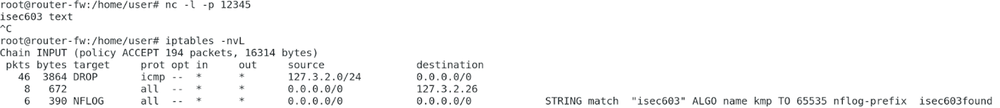 root@router-fw:/home/user# nc -l -p 12345
isec603 text
^C
root@router-fw:/home/user# iptables -nvL
Chain INPUT (policy ACCEPT 194 packets, 16314 bytes)
 pkts bytes target     prot opt in     out     source               destination
   46  3864 DROP       icmp --  *      *       127.3.2.0/24         0.0.0.0/0
    8   672            all  --  *      *       0.0.0.0/0            127.3.2.26
    6   390 NFLOG      all  --  *      *       0.0.0.0/0            0.0.0.0/0            STRING match  "isec603" ALGO name kmp TO 65535 nflog-prefix  isec603found